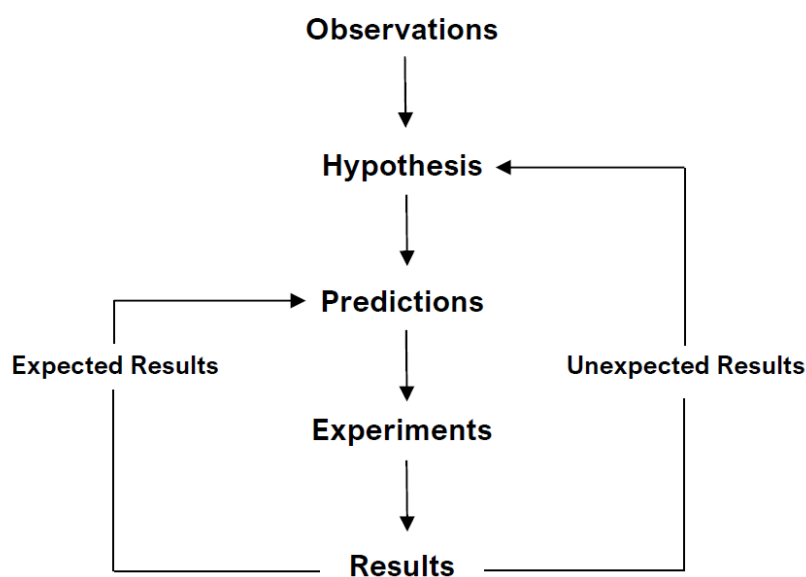 Observations
Hypothesis
Predictions
Expected Results
Unexpected Results
Experiments
Results